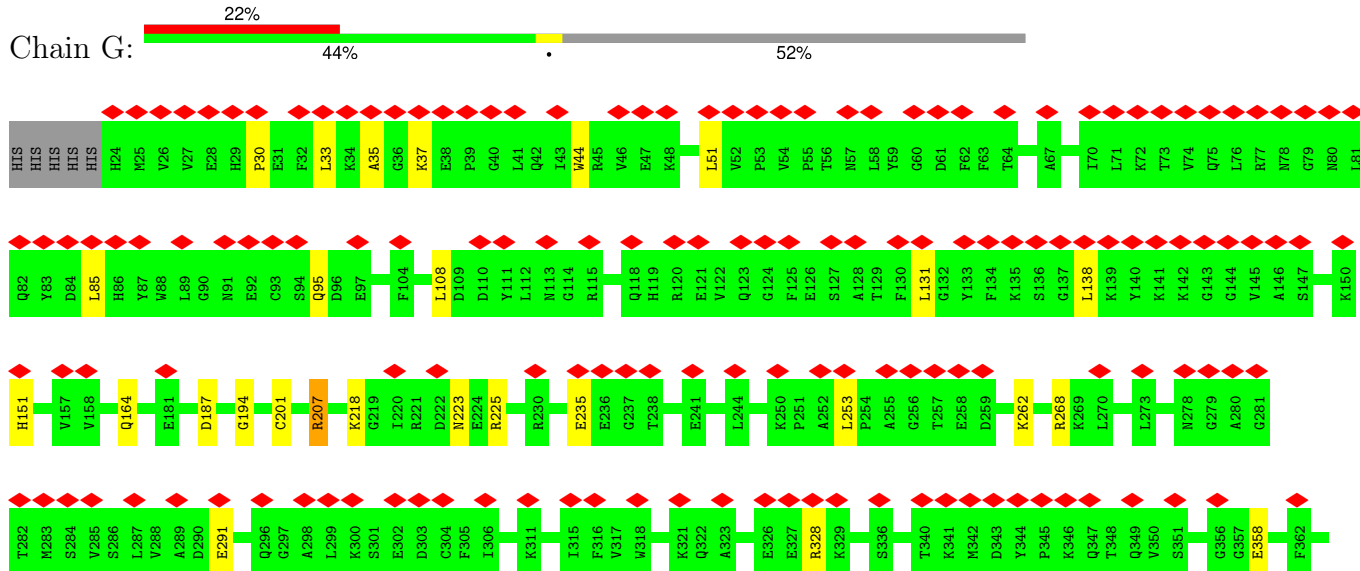 22%
Chain G:
44% • 52%
HIS HIS HIS HIS HIS H24 M25 V26 V27 E28 H29 P30 E31 F32 L33 K34 A35 G36 K37 E38 P39 G40 L41 Q42 I43 W44 R45 V46 E47 K48 L51 V52 P53 V54 P55 T56 N57 L58 Y59 G60 D61 F62 F63 T64 A67 I70 L71 K72 T73 V74 Q75 L76 R77 N78 G79 N80 L81
Q82 Y83 D84 L85 H86 Y87 W88 L89 G90 N91 E92 C93 S94 Q95 D96 E97 F104 L108 D109 D110 Y111 L112 N113 G114 R115 Q118 H119 R120 E121 V122 Q123 G124 F125 E126 S127 A128 T129 F130 L131 G132 Y133 F134 K135 S136 G137 L138 K139 Y140 K141 K142 G143 G144 V145 A146 S147 K150
H151 V157 V158 Q164 E181 D187 G194 C201 R207 K218 G219 I220 R221 D222 N223 E224 R225 R230 E235 E236 G237 T238 E241 L244 K250 P251 A252 L253 P254 A255 G256 T257 E258 D259 K262 R268 K269 L270 L273 N278 G279 A280 G281
T282 M283 S284 V285 S286 L287 V288 A289 D290 E291 Q296 G297 A298 L299 K300 S301 E302 D303 C304 F305 I306 K311 I315 F316 V317 W318 K321 Q322 A323 E326 E327 R328 K329 S336 T340 K341 M342 D343 Y344 P345 K346 Q347 T348 Q349 V350 S351 G356 G357 E358 F362